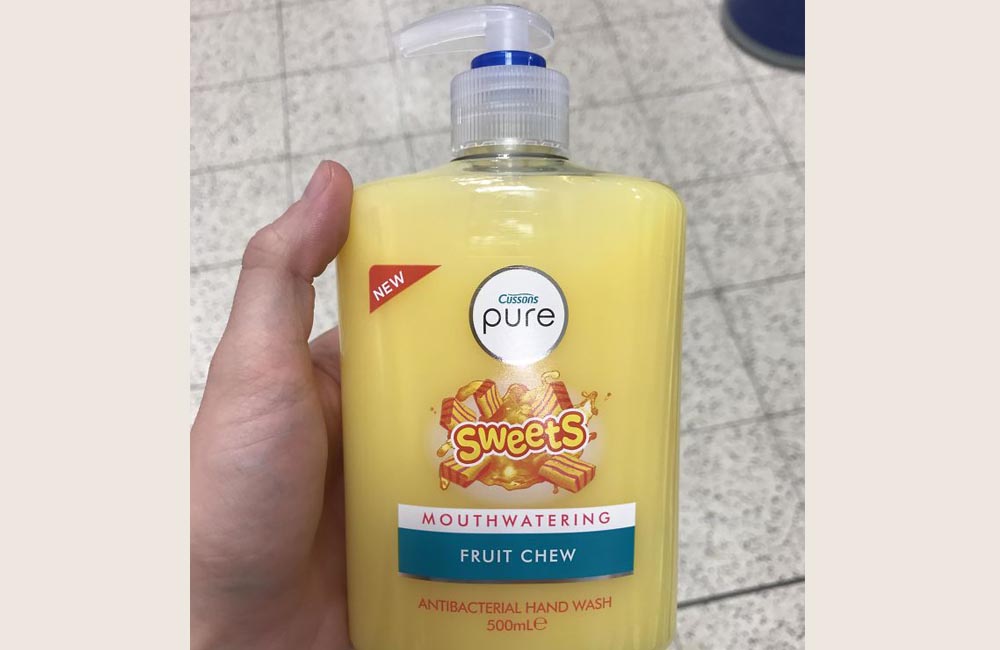 NEW
Cussons
pure
SWeetS
MOUTHWATERING
FRUIT CHEW
ANTIBACTERIAL HAND WASH
500mL℮